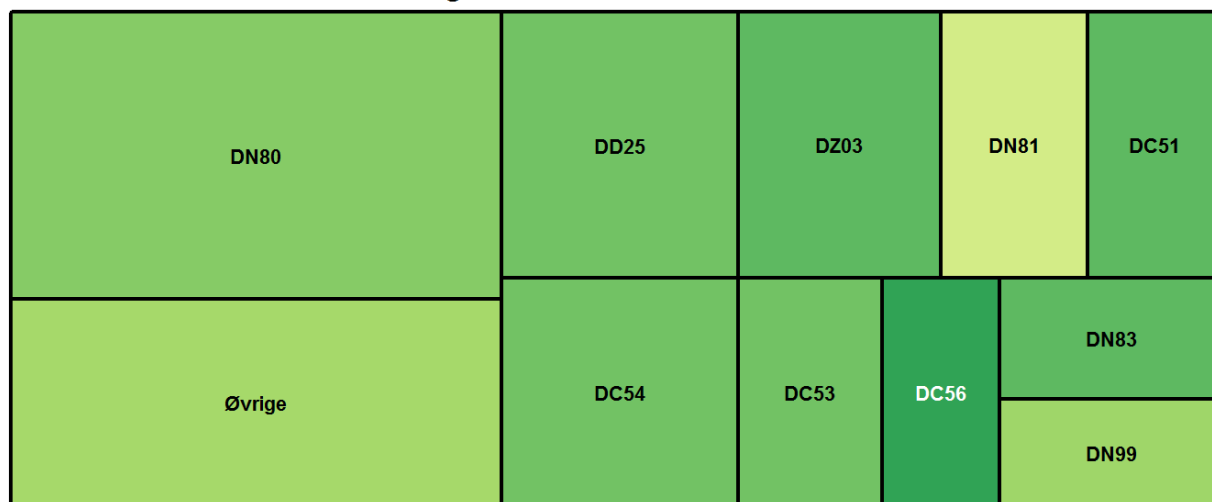 DN80
DD25
DZ03
DN81
DC51
Øvrige
DC54
DC53
DC56
DN83
DN99